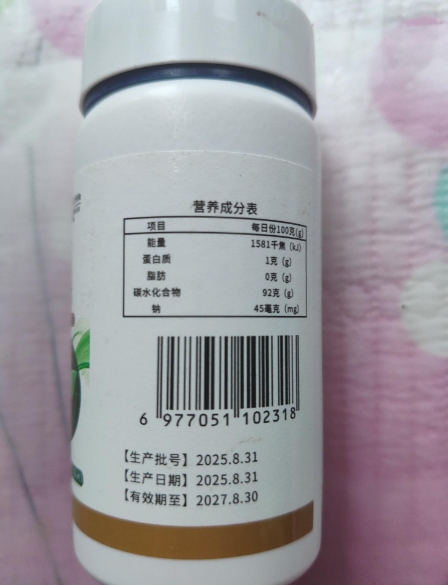 营养成分表
项目 每日份100克(g)
能量 1581千焦 (kJ)
蛋白质 1克 (g)
脂肪 0克 (g)
碳水化合物 92克 (g)
钠 45毫克 (mg)
6 977051 102318
【生产批号】2025.8.31
【生产日期】2025.8.31
【有效期至】2027.8.30